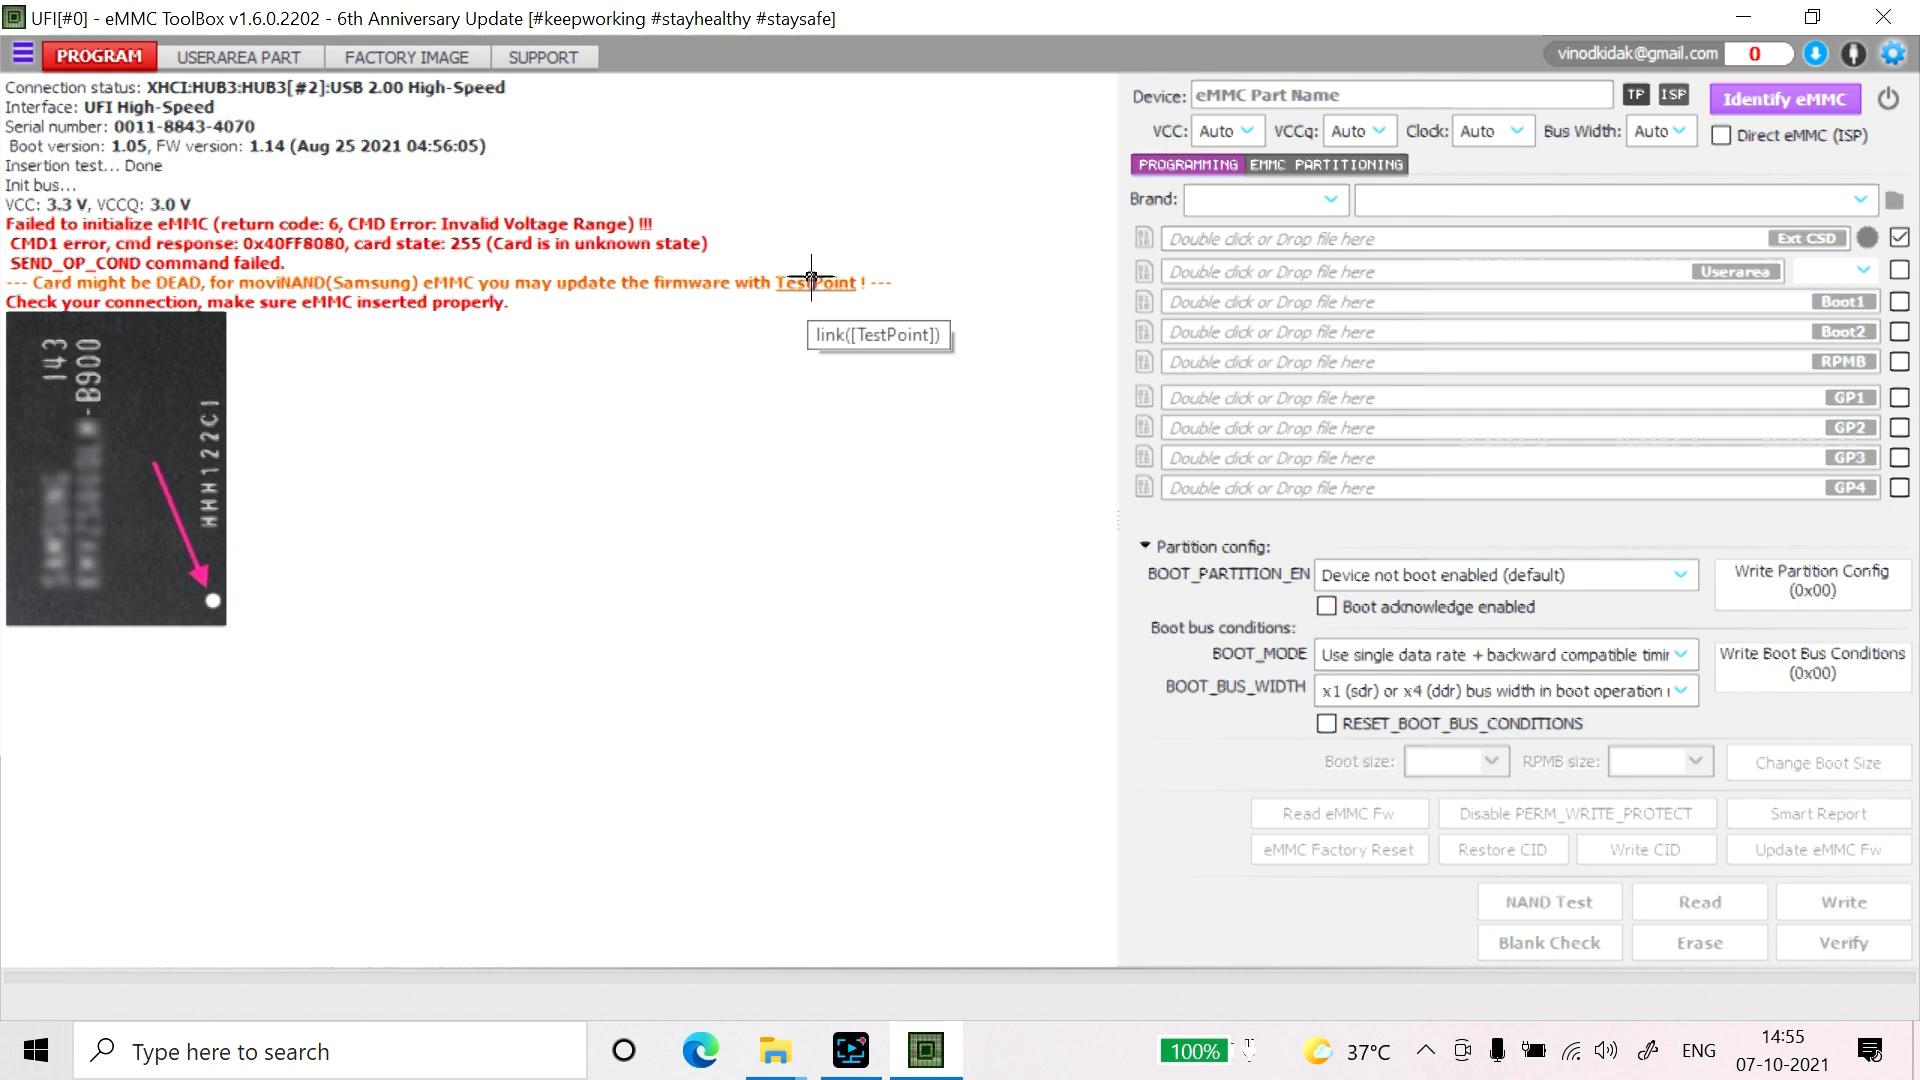 UFI[#0] - eMMC ToolBox v1.6.0.2202 - 6th Anniversary Update [#keepworking #stayhealthy #staysafe]
PROGRAM USERAREA PART FACTORY IMAGE SUPPORT vinodkidak@gmail.com 0
Connection status: XHCI:HUB3:HUB3[#2]:USB 2.00 High-Speed
Interface: UFI High-Speed
Serial number: 0011-8843-4070
Boot version: 1.05, FW version: 1.14 (Aug 25 2021 04:56:05)
Insertion test... Done
Init bus...
VCC: 3.3 V, VCCQ: 3.0 V
Failed to initialize eMMC (return code: 6, CMD Error: Invalid Voltage Range) !!!
CMD1 error, cmd response: 0x40FF8080, card state: 255 (Card is in unknown state)
SEND_OP_COND command failed.
--- Card might be DEAD, for moviNAND(Samsung) eMMC you may update the firmware with TestPoint ! ---
Check your connection, make sure eMMC inserted properly.
link([TestPoint])
143
-B900
HHH122CI
SAMSUNG
Device: eMMC Part Name TP ISP Identify eMMC
VCC: Auto VCCq: Auto Clock: Auto Bus Width: Auto Direct eMMC (ISP)
PROGRAMMING EMMC PARTITIONING
Brand:
Double click or Drop file here Ext CSD
Double click or Drop file here Userarea
Double click or Drop file here Boot1
Double click or Drop file here Boot2
Double click or Drop file here RPMB
Double click or Drop file here GP1
Double click or Drop file here GP2
Double click or Drop file here GP3
Double click or Drop file here GP4
Partition config:
BOOT_PARTITION_EN Device not boot enabled (default) Write Partition Config
(0x00)
Boot acknowledge enabled
Boot bus conditions:
BOOT_MODE Use single data rate + backward compatible timir Write Boot Bus Conditions
(0x00)
BOOT_BUS_WIDTH x1 (sdr) or x4 (ddr) bus width in boot operation
RESET_BOOT_BUS_CONDITIONS
Boot size: RPMB size: Change Boot Size
Read eMMC Fw Disable PERM_WRITE_PROTECT Smart Report
eMMC Factory Reset Restore CID Write CID Update eMMC Fw
NAND Test Read Write
Blank Check Erase Verify
Type here to search 100% 37°C ENG 14:55
07-10-2021